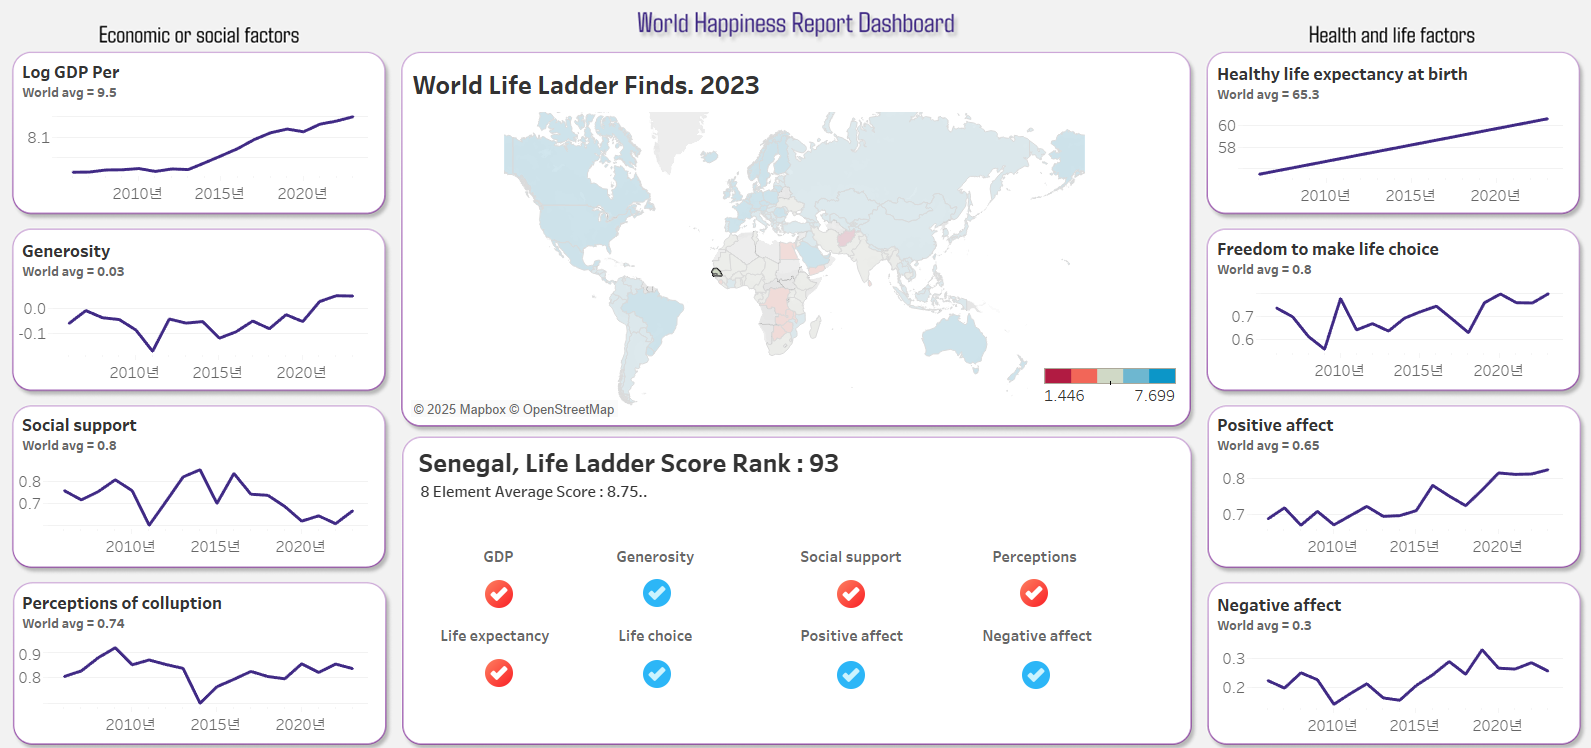 World Happiness Report Dashboard
Economic or social factors
Log GDP Per
World avg = 9.5
8.1
2010년 2015년 2020년
Generosity
World avg = 0.03
0.0
-0.1
2010년 2015년 2020년
Social support
World avg = 0.8
0.8
0.7
2010년 2015년 2020년
Perceptions of colluption
World avg = 0.74
0.9
0.8
2010년 2015년 2020년
World Life Ladder Finds. 2023
1.446 7.699
© 2025 Mapbox © OpenStreetMap
Senegal, Life Ladder Score Rank : 93
8 Element Average Score : 8.75..
GDP Generosity Social support Perceptions
Life expectancy Life choice Positive affect Negative affect
Health and life factors
Healthy life expectancy at birth
World avg = 65.3
60
58
2010년 2015년 2020년
Freedom to make life choice
World avg = 0.8
0.7
0.6
2010년 2015년 2020년
Positive affect
World avg = 0.65
0.8
0.7
2010년 2015년 2020년
Negative affect
World avg = 0.3
0.3
0.2
2010년 2015년 2020년